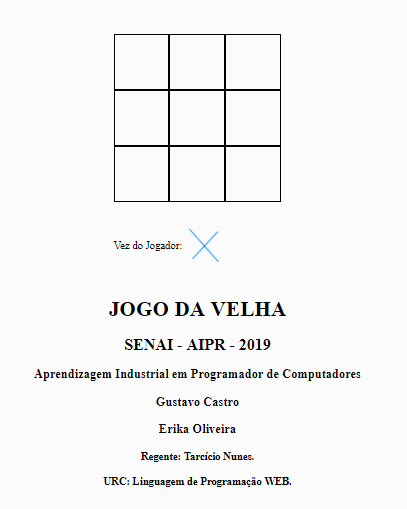 Vez do Jogador:
JOGO DA VELHA
SENAI - AIPR - 2019
Aprendizagem Industrial em Programador de Computadores
Gustavo Castro
Erika Oliveira
Regente: Tarcício Nunes.
URC: Linguagem de Programação WEB.